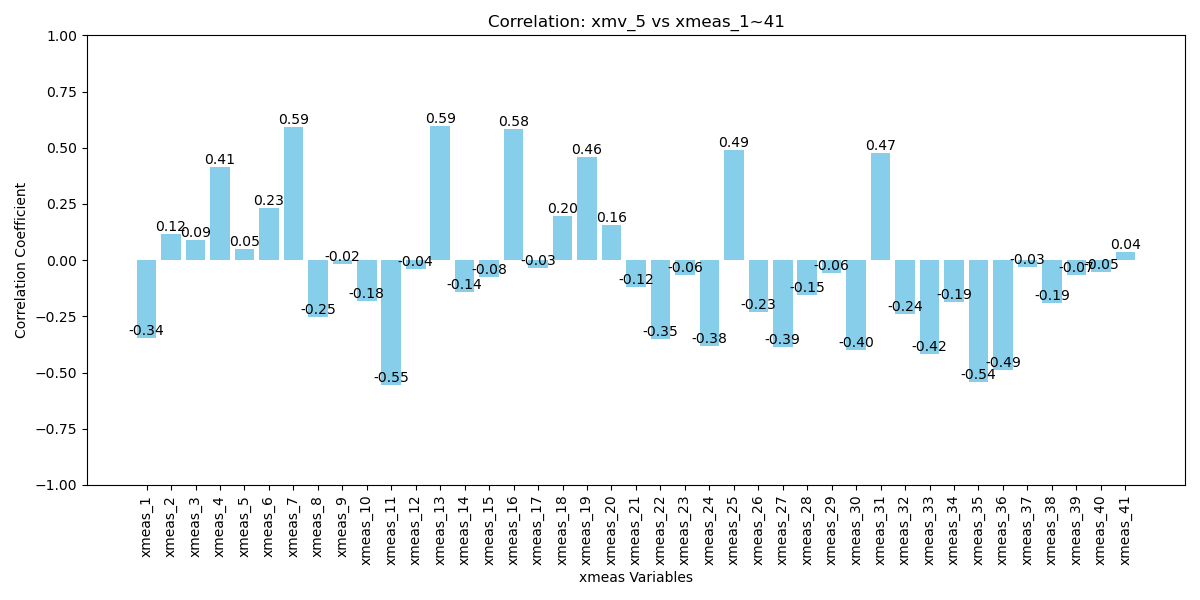 Correlation: xmv_5 vs xmeas_1~41
Correlation Coefficient
1.00
0.75
0.50
0.25
0.00
−0.25
−0.50
−0.75
−1.00
-0.34
0.12
0.09
0.41
0.05
0.23
0.59
-0.25
-0.02
-0.18
-0.55
-0.04
0.59
-0.14
-0.08
0.58
-0.03
0.20
0.46
0.16
-0.12
-0.35
-0.06
-0.38
0.49
-0.23
-0.39
-0.15
-0.06
-0.40
0.47
-0.24
-0.42
-0.19
-0.54
-0.49
-0.03
-0.19
-0.07
-0.05
0.04
xmeas_1
xmeas_2
xmeas_3
xmeas_4
xmeas_5
xmeas_6
xmeas_7
xmeas_8
xmeas_9
xmeas_10
xmeas_11
xmeas_12
xmeas_13
xmeas_14
xmeas_15
xmeas_16
xmeas_17
xmeas_18
xmeas_19
xmeas_20
xmeas_21
xmeas_22
xmeas_23
xmeas_24
xmeas_25
xmeas_26
xmeas_27
xmeas_28
xmeas_29
xmeas_30
xmeas_31
xmeas_32
xmeas_33
xmeas_34
xmeas_35
xmeas_36
xmeas_37
xmeas_38
xmeas_39
xmeas_40
xmeas_41
xmeas Variables